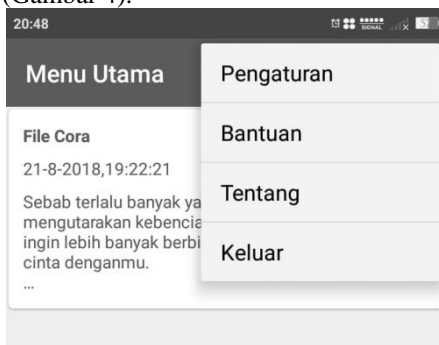 (Gambar 4).
20:48
SIGNAL
Menu Utama
Pengaturan
Bantuan
Tentang
Keluar
File Cora
21-8-2018,19:22:21
Sebab terlalu banyak ya
mengutarakan kebencia
ingin lebih banyak berbi
cinta denganmu.
...